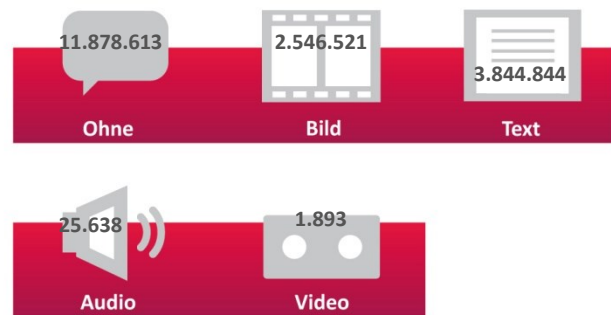 11.878.613
2.546.521
3.844.844
Ohne
Bild
Text
25.638
1.893
Audio
Video